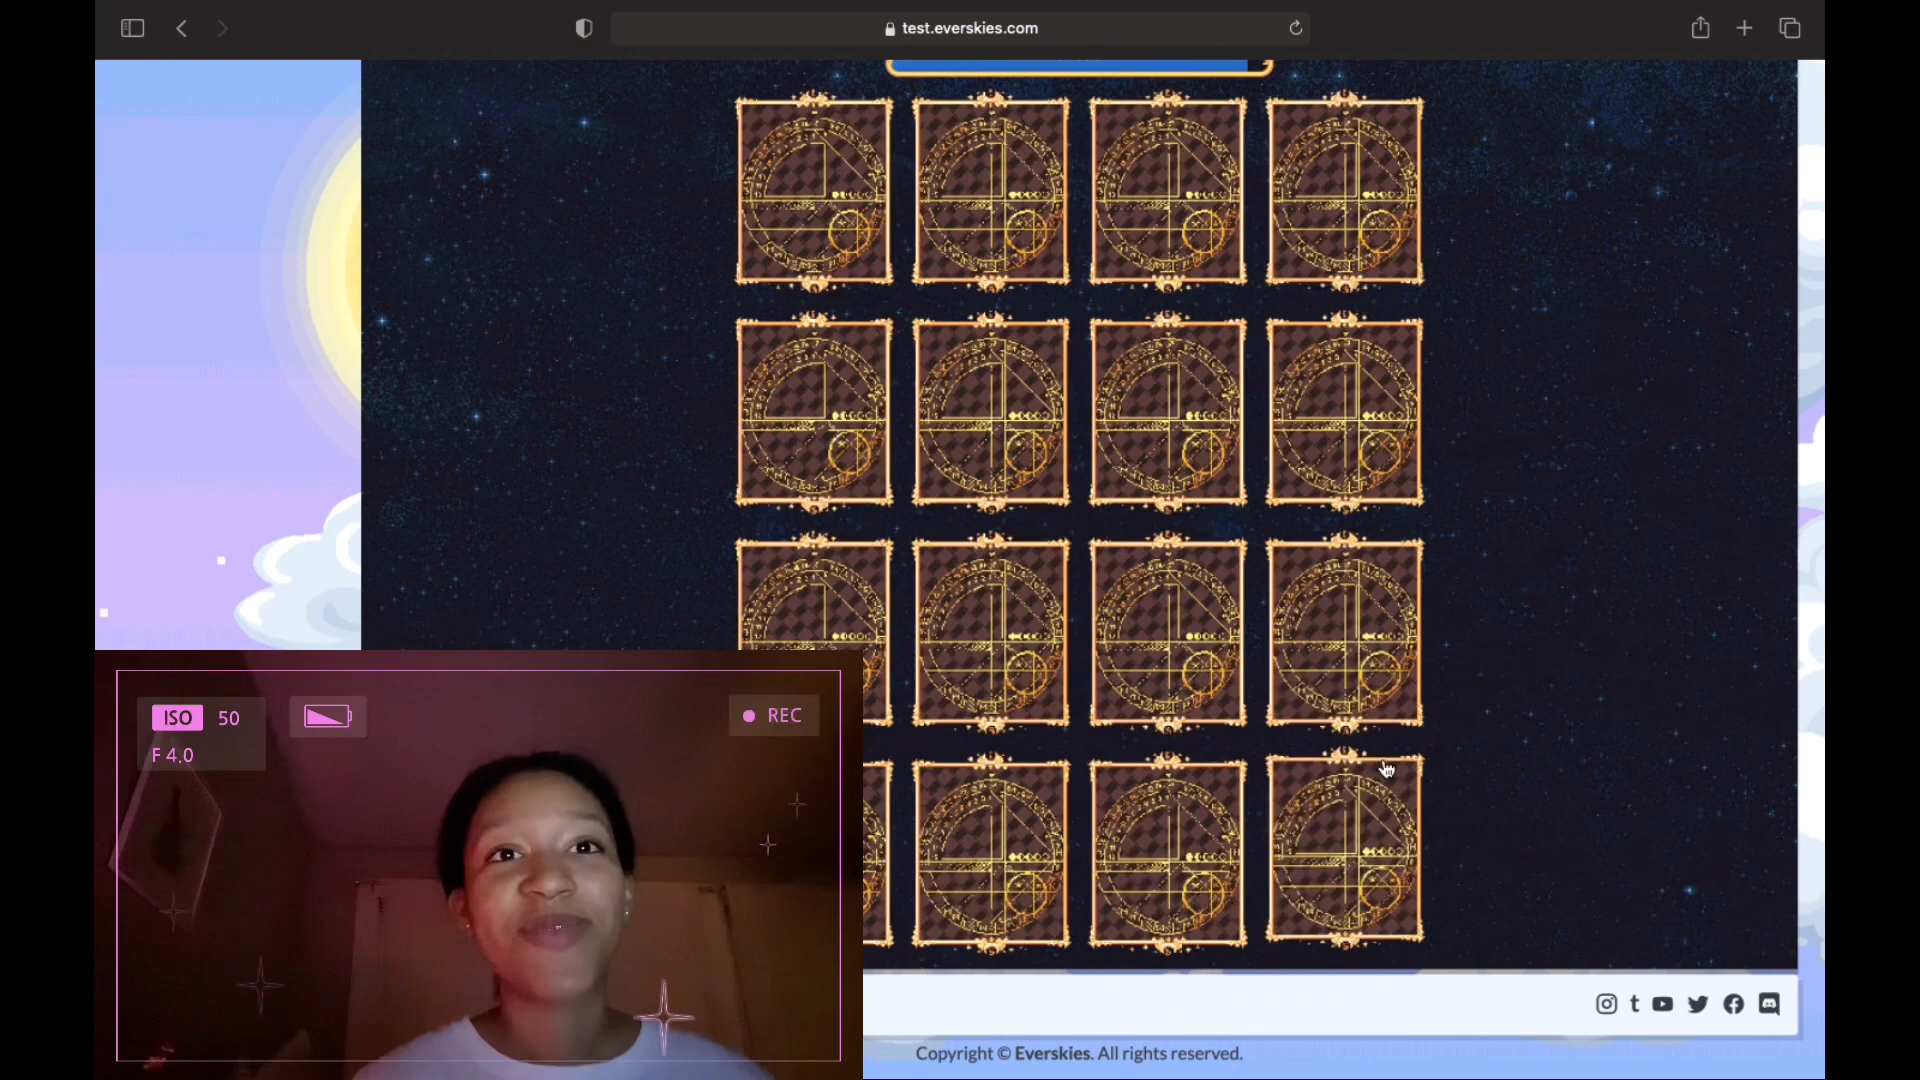 test.everskies.com
ISO 50
REC
F 4.0
Copyright © Everskies. All rights reserved.